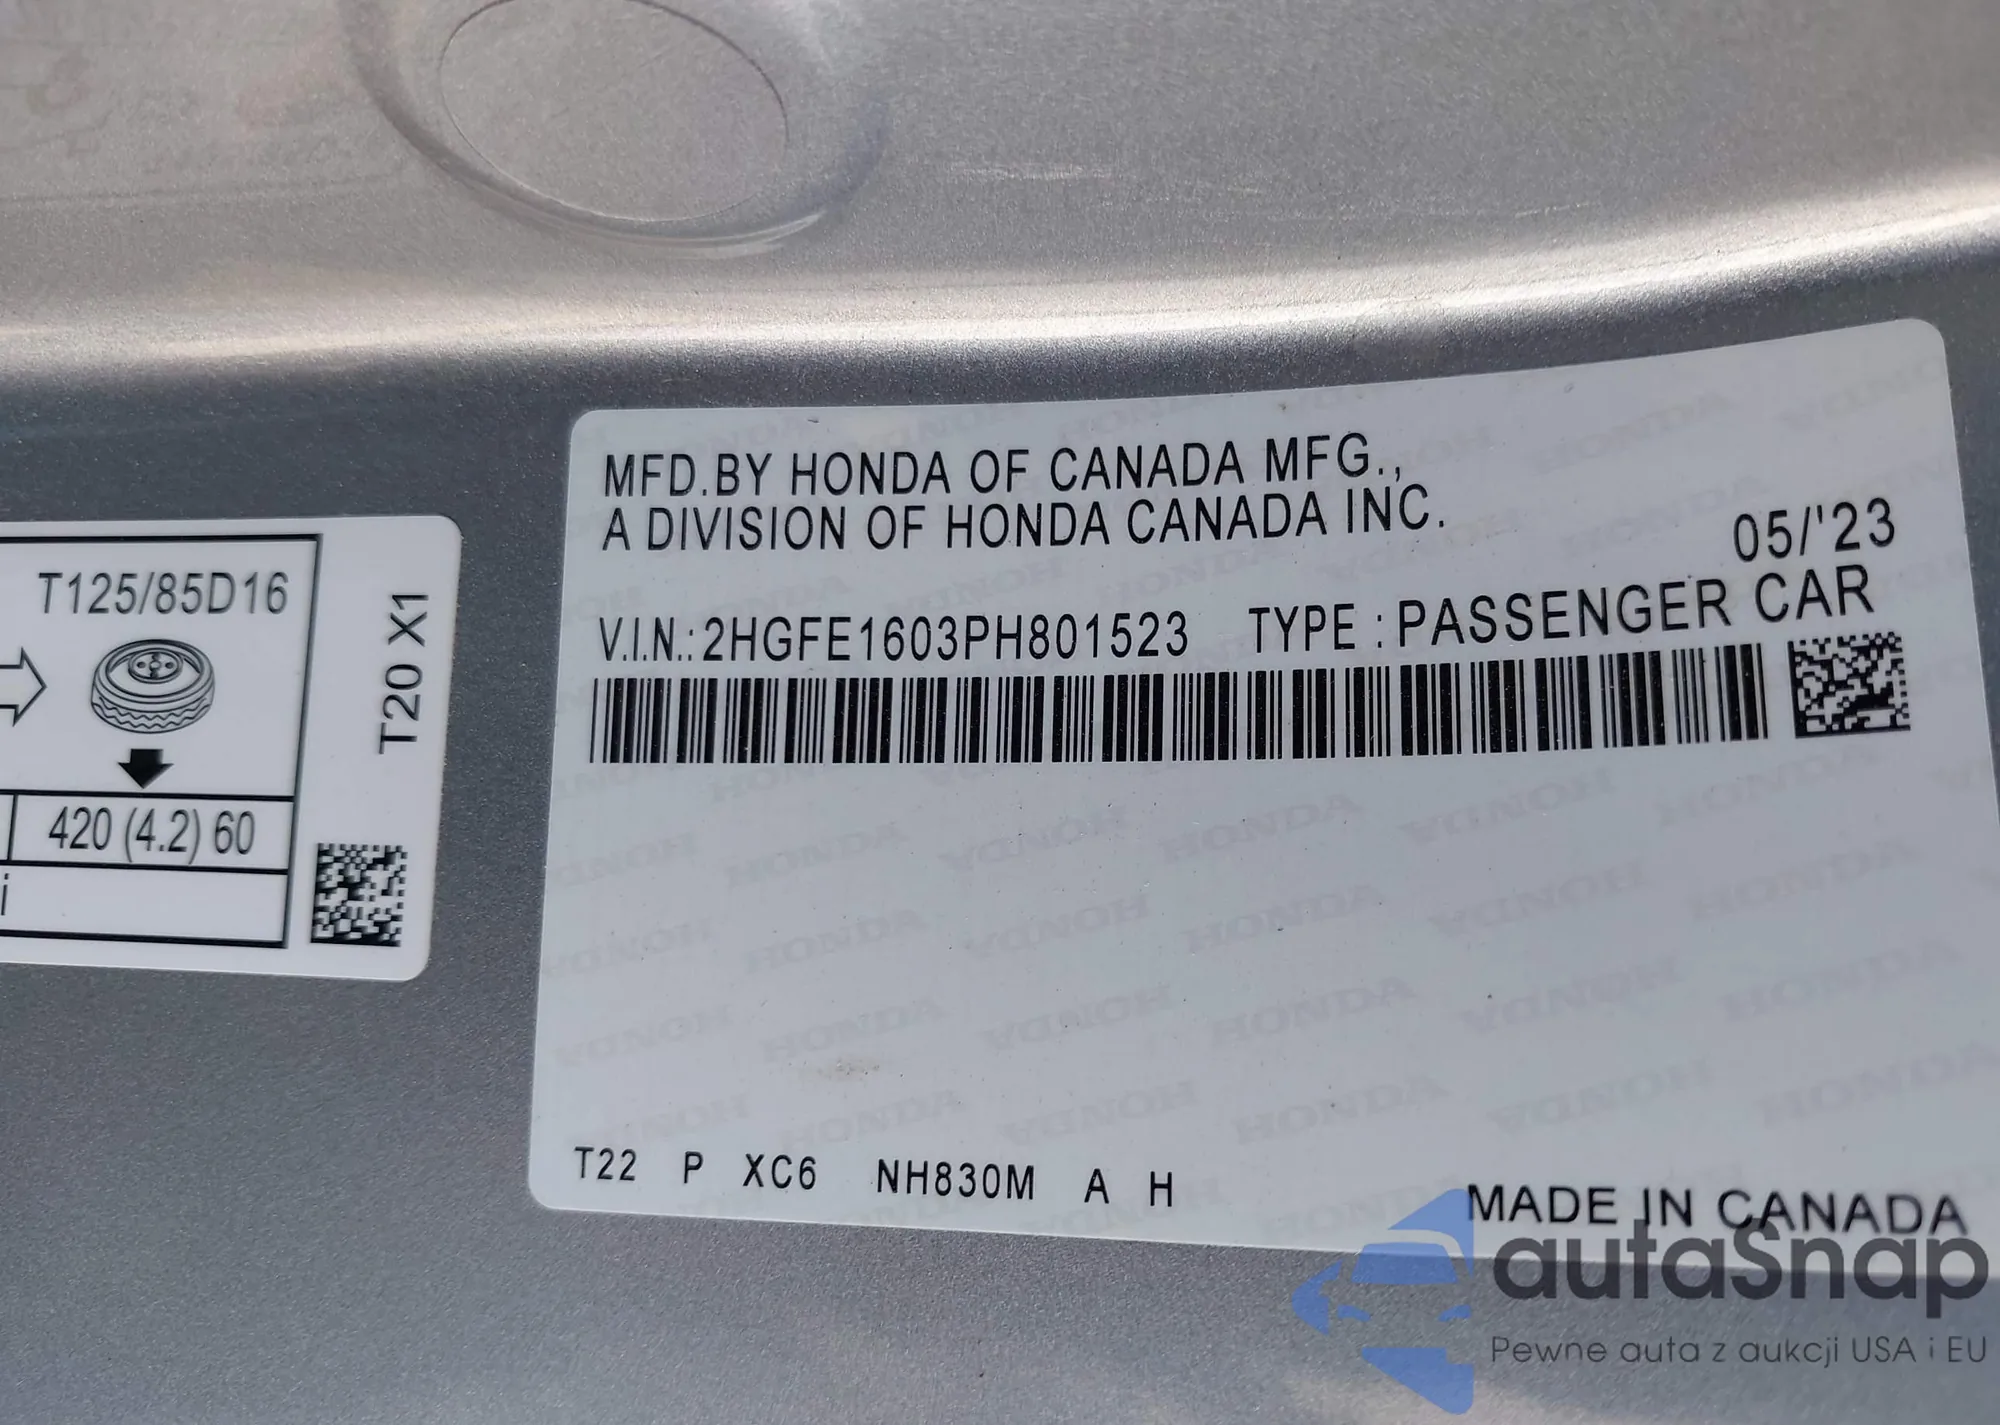 T125/85D16
420 (4.2) 60
T20 X1
MFD.BY HONDA OF CANADA MFG.,
A DIVISION OF HONDA CANADA INC.
05/'23
V.I.N.: 2HGFE1603PH801523 TYPE : PASSENGER CAR
T22 P XC6 NH830M A H
MADE IN CANADA
autaSnap
Pewne auta z aukcji USA i EU